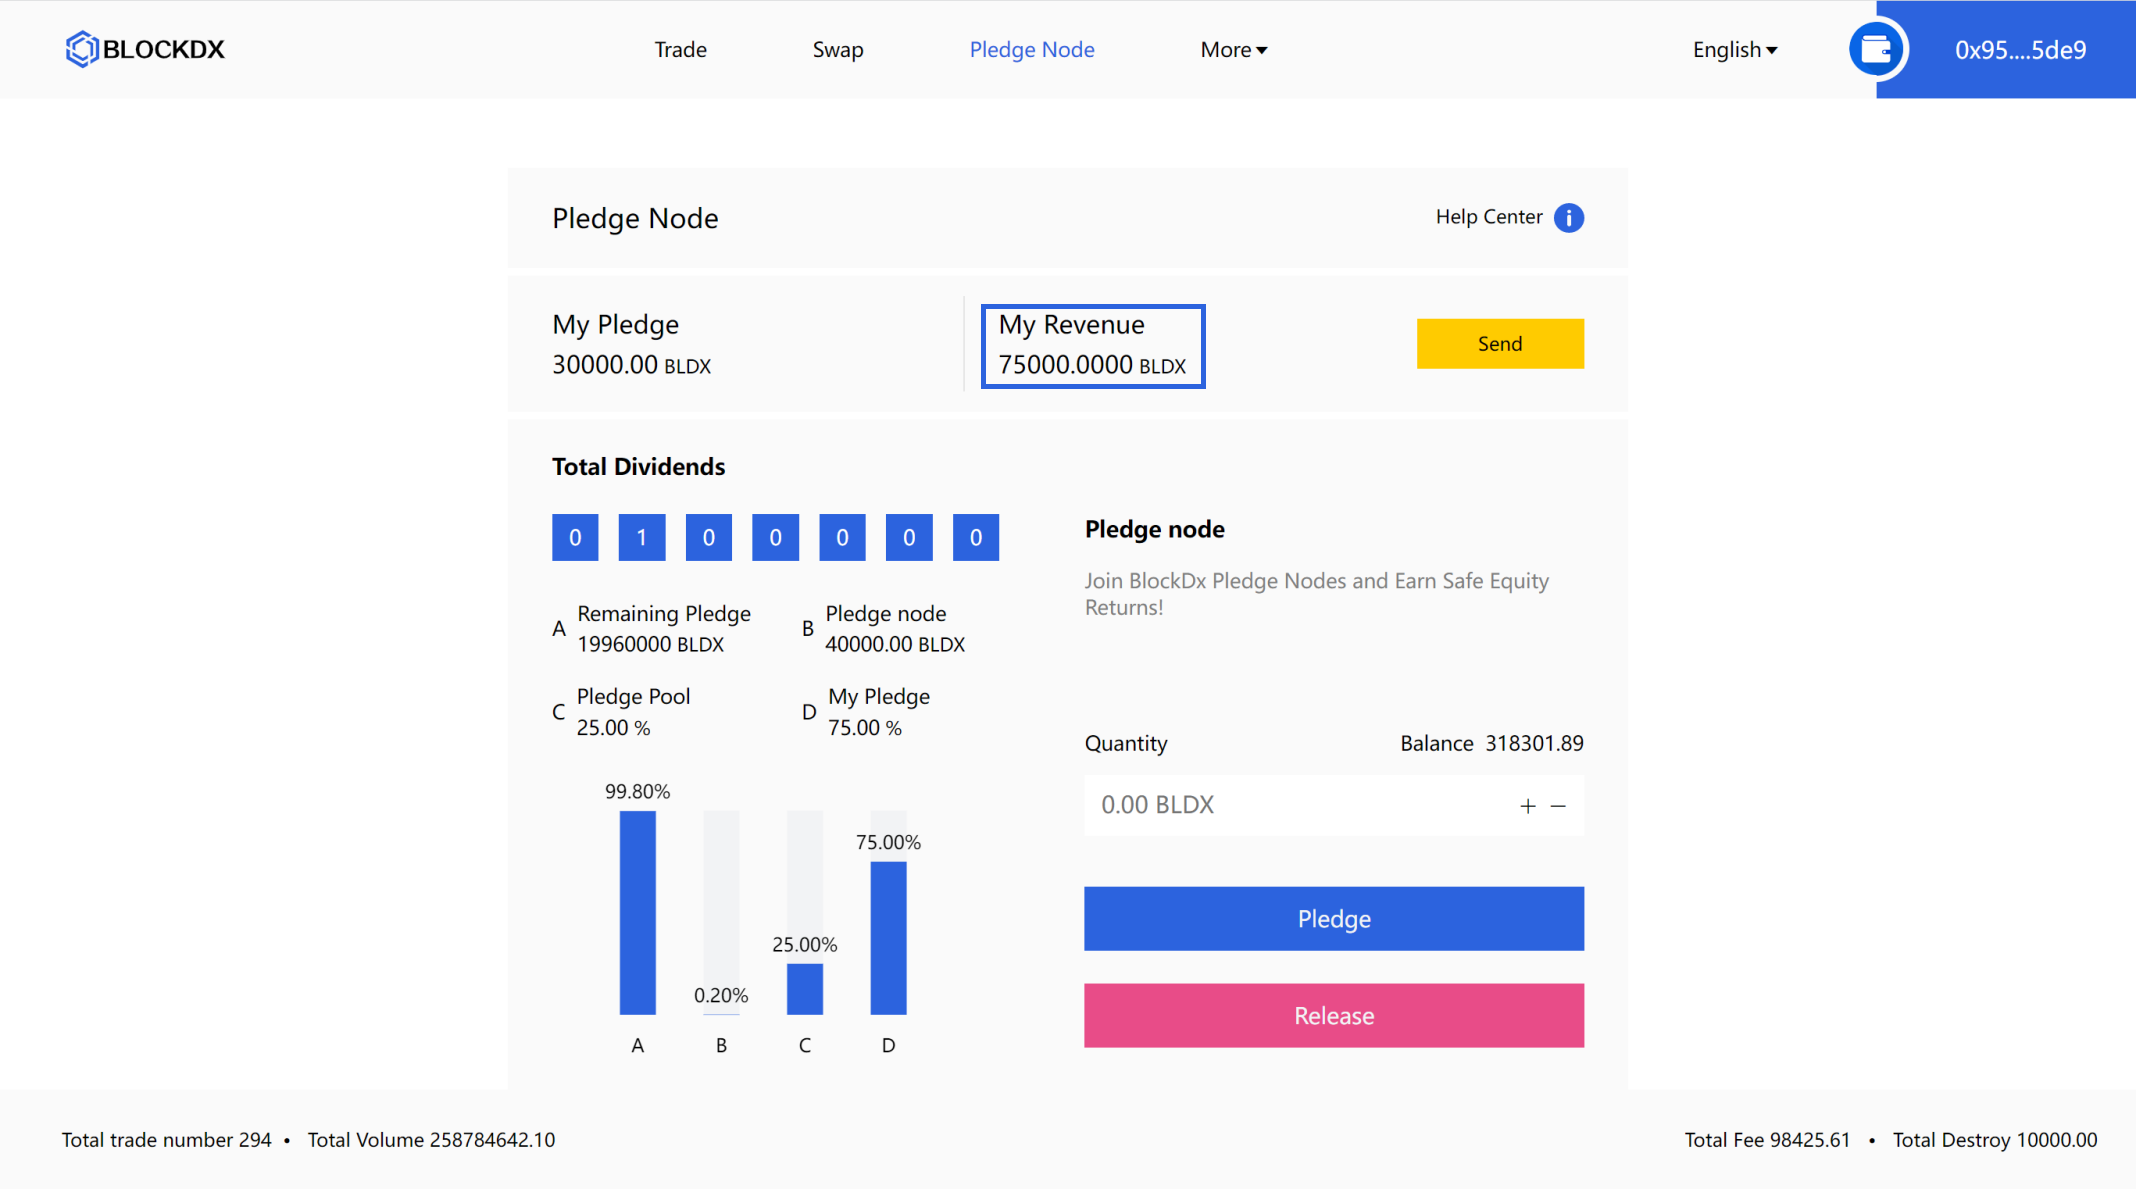 BLOCKDX
Trade
Swap
Pledge Node
More
English
0x95....5de9
Pledge Node
Help Center
My Pledge
30000.00 BLDX
My Revenue
75000.0000 BLDX
Send
Total Dividends
0 1 0 0 0 0 0
A
Remaining Pledge
19960000 BLDX
B
Pledge node
40000.00 BLDX
C
Pledge Pool
25.00 %
D
My Pledge
75.00 %
99.80%
0.20%
25.00%
75.00%
A B C D
Pledge node
Join BlockDx Pledge Nodes and Earn Safe Equity
Returns!
Quantity
Balance 318301.89
0.00 BLDX
+ −
Pledge
Release
Total trade number 294 • Total Volume 258784642.10
Total Fee 98425.61 • Total Destroy 10000.00